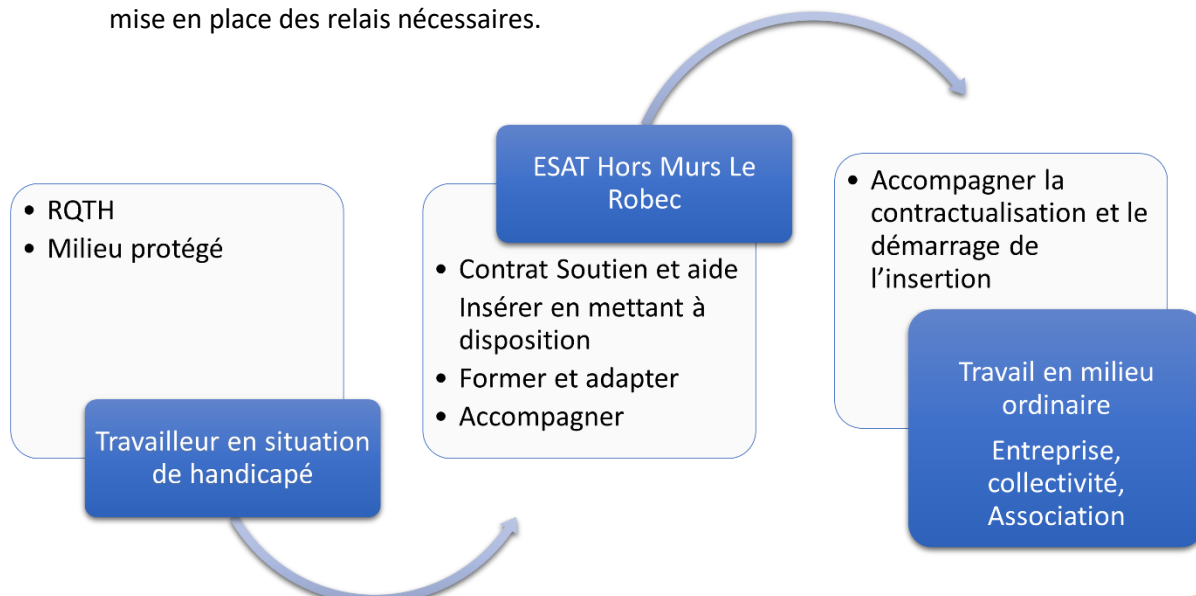 mise en place des relais nécessaires.
• RQTH
• Milieu protégé
Travailleur en situation
de handicapé
ESAT Hors Murs Le
Robec
• Contrat Soutien et aide
Insérer en mettant à
disposition
• Former et adapter
• Accompagner
• Accompagner la
contractualisation et le
démarrage de
l’insertion
Travail en milieu
ordinaire
Entreprise,
collectivité,
Association